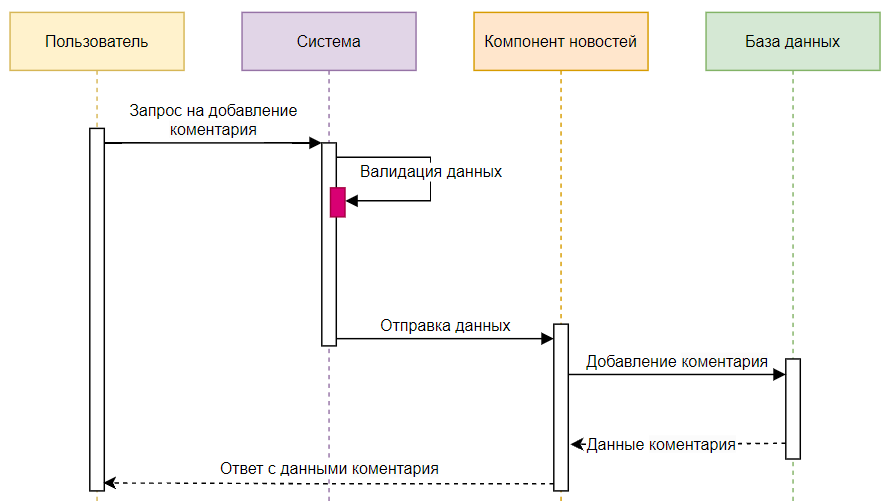 Пользователь
Система
Компонент новостей
База данных
Запрос на добавление
коментария
Валидация данных
Отправка данных
Добавление коментария
Данные коментария
Ответ с данными коментария